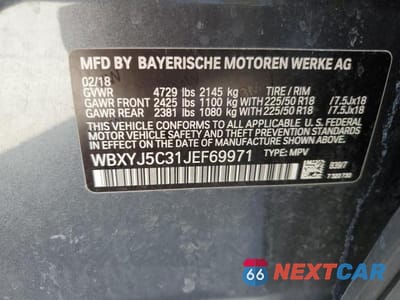 MFD BY BAYERISCHE MOTOREN WERKE AG
02/18
GVWR 4729 lbs 2145 kg TIRE / RIM
GAWR FRONT 2425 lbs 1100 kg WITH 225/50 R18 / 7.5Jx18
GAWR REAR 2381 lbs 1080 kg WITH 225/50 R18 / 7.5Jx18
THIS VEHICLE CONFORMS TO ALL APPLICABLE U.S. FEDERAL
MOTOR VEHICLE SAFETY AND THEFT PREVENTION STANDARDS
IN EFFECT ON THE DATE OF MANUFACTURE SHOWN ABOVE.
WBXYJ5C31JEF69971 TYPE: MPV
66 NEXTCAR